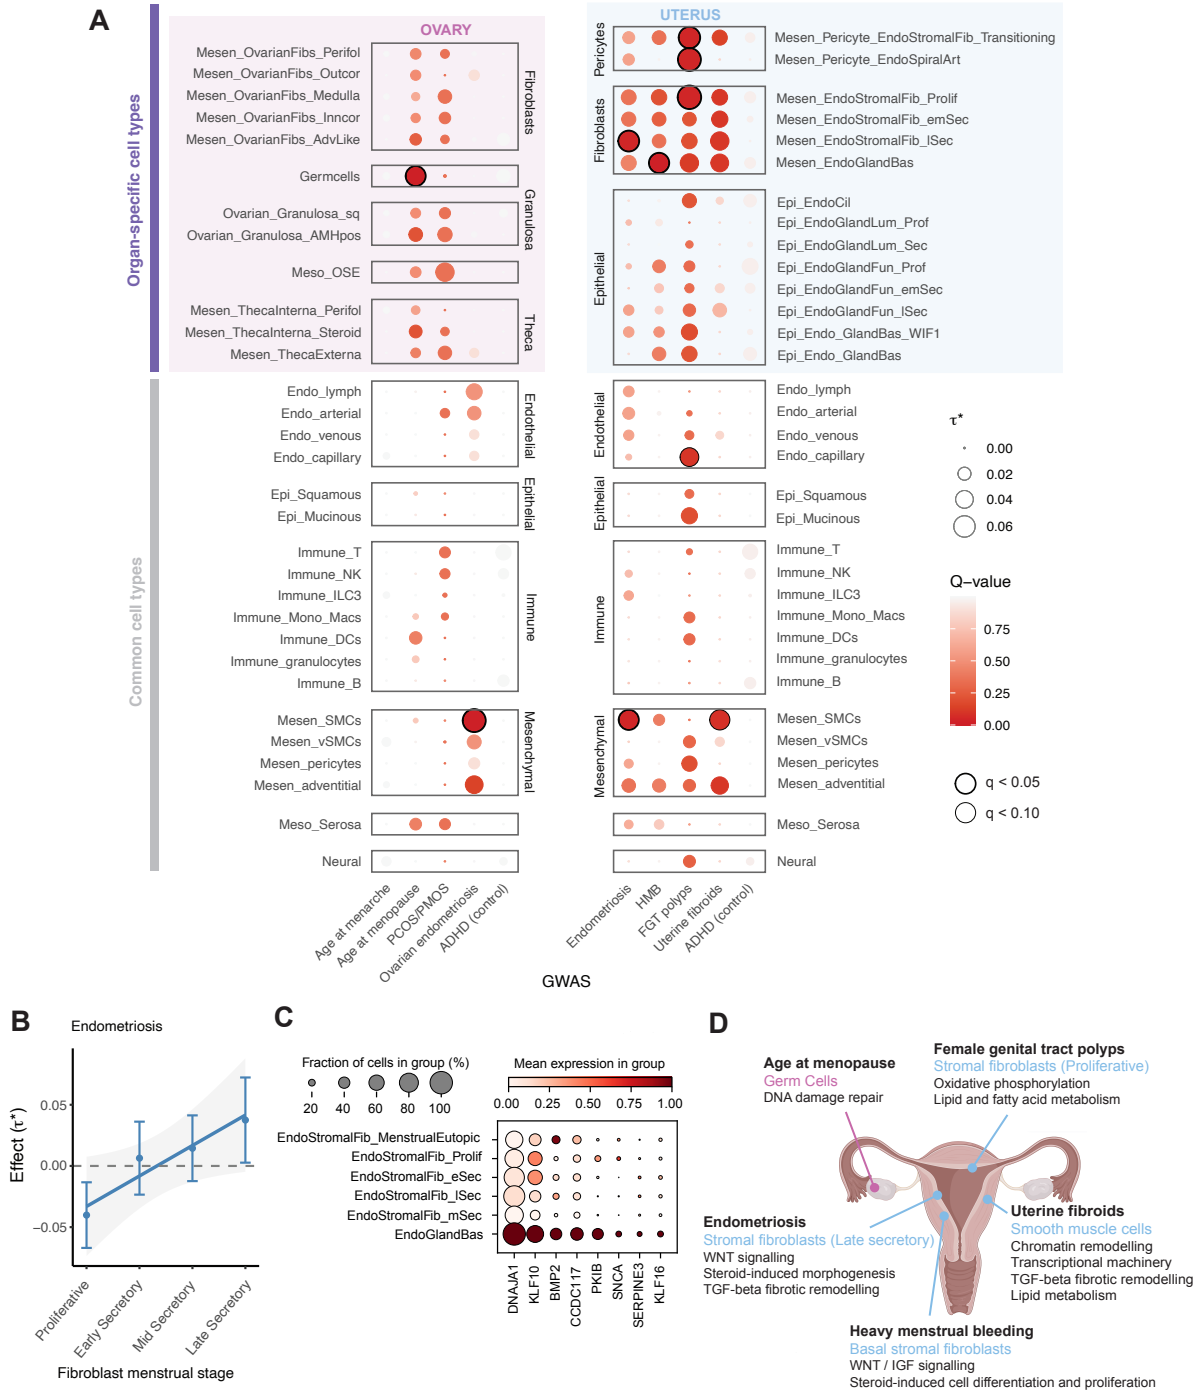 A
OVARY
UTERUS
Organ-specific cell types
Common cell types
Mesen_OvarianFibs_Perifol
Mesen_OvarianFibs_Outcor
Mesen_OvarianFibs_Medulla
Mesen_OvarianFibs_Inncor
Mesen_OvarianFibs_AdvLike
Fibroblasts
Germcells
Ovarian_Granulosa_sq
Ovarian_Granulosa_AMHpos
Granulosa
Meso_OSE
Mesen_ThecaInterna_Perifol
Mesen_ThecaInterna_Steroid
Mesen_ThecaExterna
Theca
Endo_lymph
Endo_arterial
Endo_venous
Endo_capillary
Endothelial
Epi_Squamous
Epi_Mucinous
Epithelial
Immune_T
Immune_NK
Immune_ILC3
Immune_Mono_Macs
Immune_DCs
Immune_granulocytes
Immune_B
Immune
Mesen_SMCs
Mesen_vSMCs
Mesen_pericytes
Mesen_adventitial
Mesenchymal
Meso_Serosa
Neural
Age at menarche
Age at menopause
PCOS/PMOS
Ovarian endometriosis
ADHD (control)
Pericytes
Mesen_Pericyte_EndoStromalFib_Transitioning
Mesen_Pericyte_EndoSpiralArt
Fibroblasts
Mesen_EndoStromalFib_Prolif
Mesen_EndoStromalFib_emSec
Mesen_EndoStromalFib_lSec
Mesen_EndoGlandBas
Epithelial
Epi_EndoCil
Epi_EndoGlandLum_Prof
Epi_EndoGlandLum_Sec
Epi_EndoGlandFun_Prof
Epi_EndoGlandFun_emSec
Epi_EndoGlandFun_lSec
Epi_Endo_GlandBas_WIF1
Epi_Endo_GlandBas
Endothelial
Endo_lymph
Endo_arterial
Endo_venous
Endo_capillary
Epithelial
Epi_Squamous
Epi_Mucinous
Immune
Immune_T
Immune_NK
Immune_ILC3
Immune_Mono_Macs
Immune_DCs
Immune_granulocytes
Immune_B
Mesenchymal
Mesen_SMCs
Mesen_vSMCs
Mesen_pericytes
Mesen_adventitial
Meso_Serosa
Neural
Endometriosis
HMB
FGT polyps
Uterine fibroids
ADHD (control)
GWAS
τ*
0.00
0.02
0.04
0.06
Q−value
0.75
0.50
0.25
0.00
q < 0.05
q < 0.10
B
Endometriosis
Effect (τ*)
0.05
0.00
−0.05
Proliferative
Early Secretory
Mid Secretory
Late Secretory
Fibroblast menstrual stage
C
Fraction of cells in group (%)
20 40 60 80 100
Mean expression in group
0.00 0.25 0.50 0.75 1.00
EndoStromalFib_MenstrualEutopic
EndoStromalFib_Prolif
EndoStromalFib_eSec
EndoStromalFib_lSec
EndoStromalFib_mSec
EndoGlandBas
DNAJA1
KLF10
BMP2
CCDC117
PKIB
SNCA
SERPINE3
KLF16
D
Age at menopause
Germ Cells
DNA damage repair
Female genital tract polyps
Stromal fibroblasts (Proliferative)
Oxidative phosphorylation
Lipid and fatty acid metabolism
Endometriosis
Stromal fibroblasts (Late secretory)
WNT signalling
Steroid-induced morphogenesis
TGF-beta fibrotic remodelling
Uterine fibroids
Smooth muscle cells
Chromatin remodelling
Transcriptional machinery
TGF-beta fibrotic remodelling
Lipid metabolism
Heavy menstrual bleeding
Basal stromal fibroblasts
WNT / IGF signalling
Steroid-induced cell differentiation and proliferation